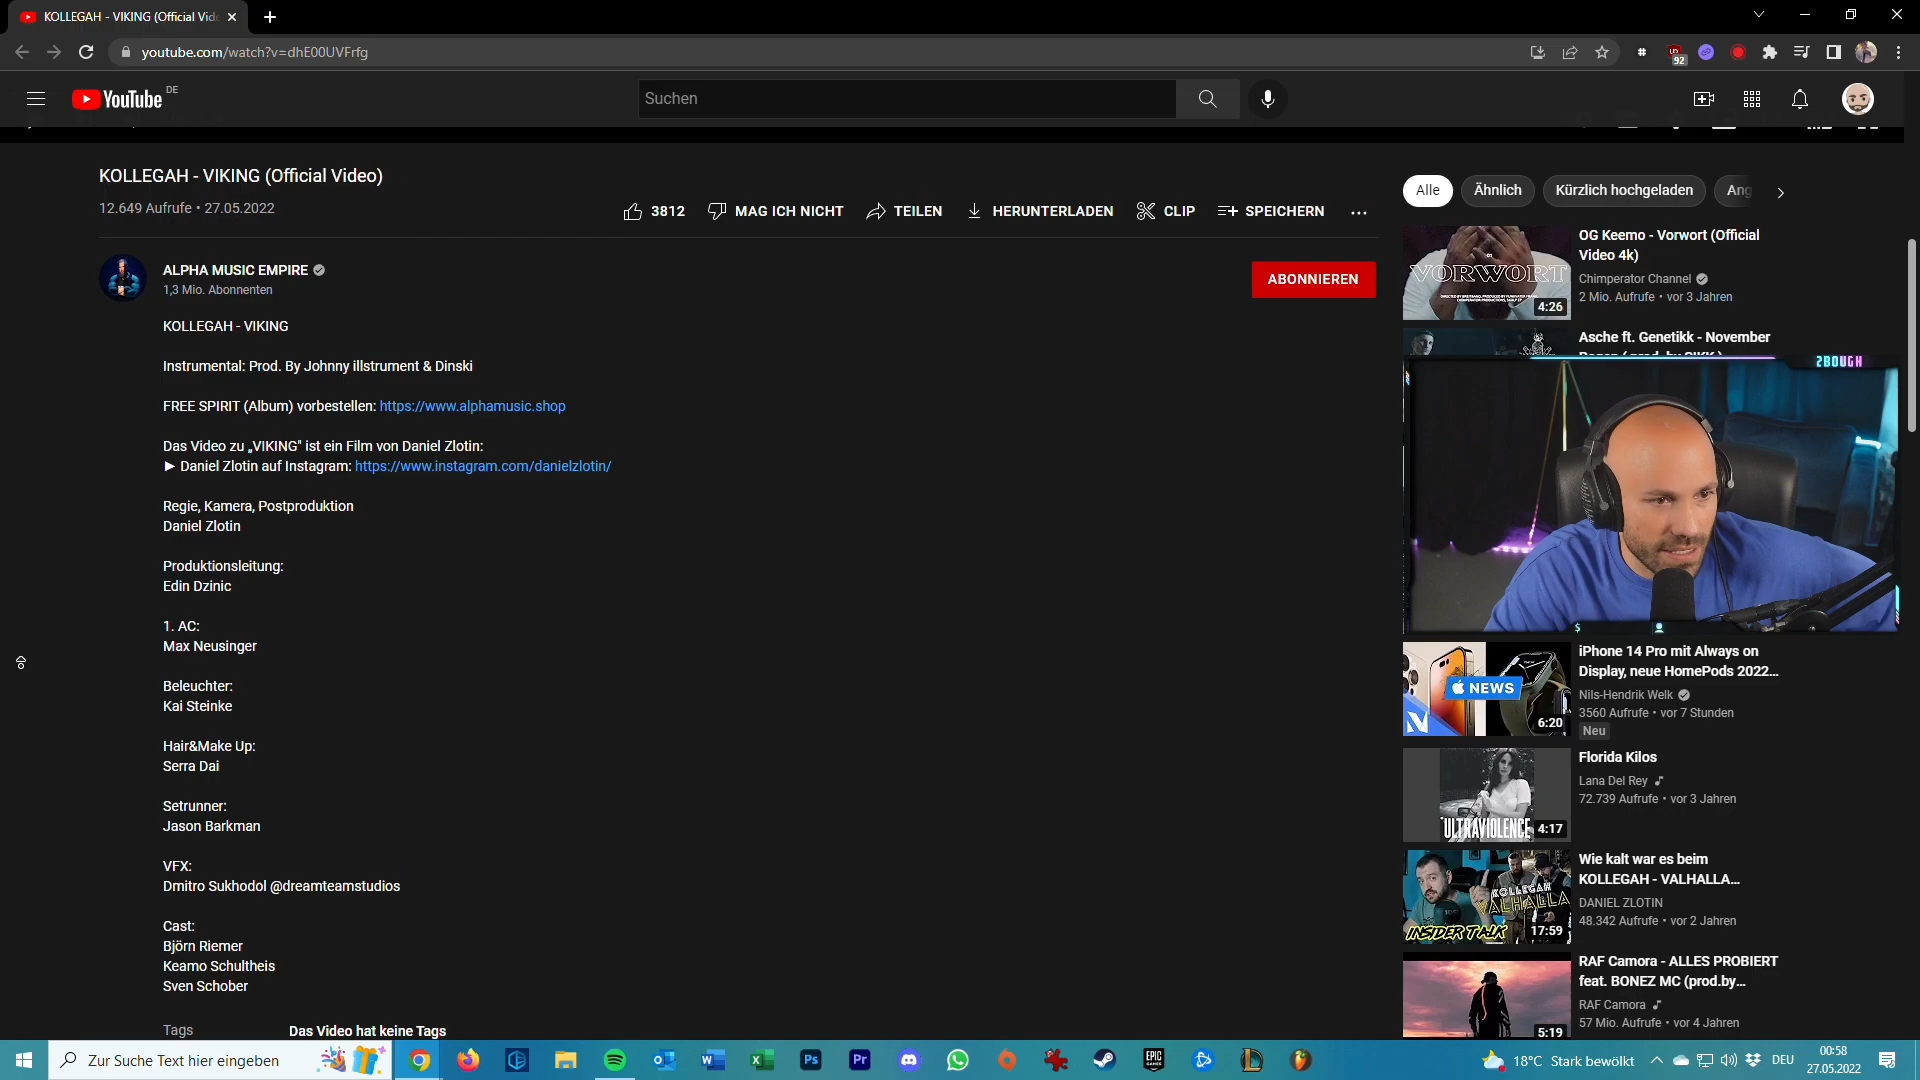 KOLLEGAH - VIKING (Official Vid
youtube.com/watch?v=dhE00UVFrfg
92
YouTube DE
Suchen
KOLLEGAH - VIKING (Official Video)
12.649 Aufrufe • 27.05.2022
3812
MAG ICH NICHT
TEILEN
HERUNTERLADEN
CLIP
SPEICHERN
ALPHA MUSIC EMPIRE
1,3 Mio. Abonnenten
ABONNIEREN
KOLLEGAH - VIKING
Instrumental: Prod. By Johnny illstrument & Dinski
FREE SPIRIT (Album) vorbestellen: https://www.alphamusic.shop
Das Video zu „VIKING" ist ein Film von Daniel Zlotin:
► Daniel Zlotin auf Instagram: https://www.instagram.com/danielzlotin/
Regie, Kamera, Postproduktion
Daniel Zlotin
Produktionsleitung:
Edin Dzinic
1. AC:
Max Neusinger
Beleuchter:
Kai Steinke
Hair&Make Up:
Serra Dai
Setrunner:
Jason Barkman
VFX:
Dmitro Sukhodol @dreamteamstudios
Cast:
Björn Riemer
Keamo Schultheis
Sven Schober
Tags
Das Video hat keine Tags
Alle
Ähnlich
Kürzlich hochgeladen
Ang
VORWORT
4:26
OG Keemo - Vorwort (Official
Video 4k)
Chimperator Channel
2 Mio. Aufrufe • vor 3 Jahren
Asche ft. Genetikk - November
2BOUGH
NEWS
6:20
iPhone 14 Pro mit Always on
Display, neue HomePods 2022...
Nils-Hendrik Welk
3560 Aufrufe • vor 7 Stunden
Neu
ULTRAVIOLENCE
4:17
Florida Kilos
Lana Del Rey
72.739 Aufrufe • vor 3 Jahren
KOLLEGAH
VALHALLA
INSIDER TALK
17:59
Wie kalt war es beim
KOLLEGAH - VALHALLA...
DANIEL ZLOTIN
48.342 Aufrufe • vor 2 Jahren
5:19
RAF Camora - ALLES PROBIERT
feat. BONEZ MC (prod.by...
RAF Camora
57 Mio. Aufrufe • vor 4 Jahren
Zur Suche Text hier eingeben
Ps
Pr
EPIC
GAMES
18°C Stark bewölkt
DEU
00:58
27.05.2022